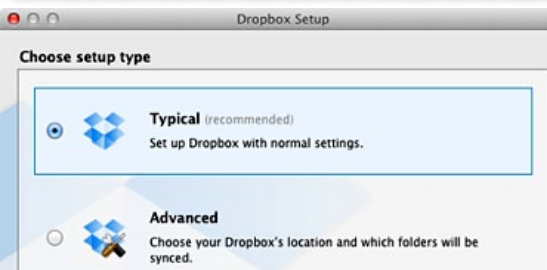 Dropbox Setup
Choose setup type
Typical (recommended)
Set up Dropbox with normal settings.
Advanced
Choose your Dropbox's location and which folders will be
synced.